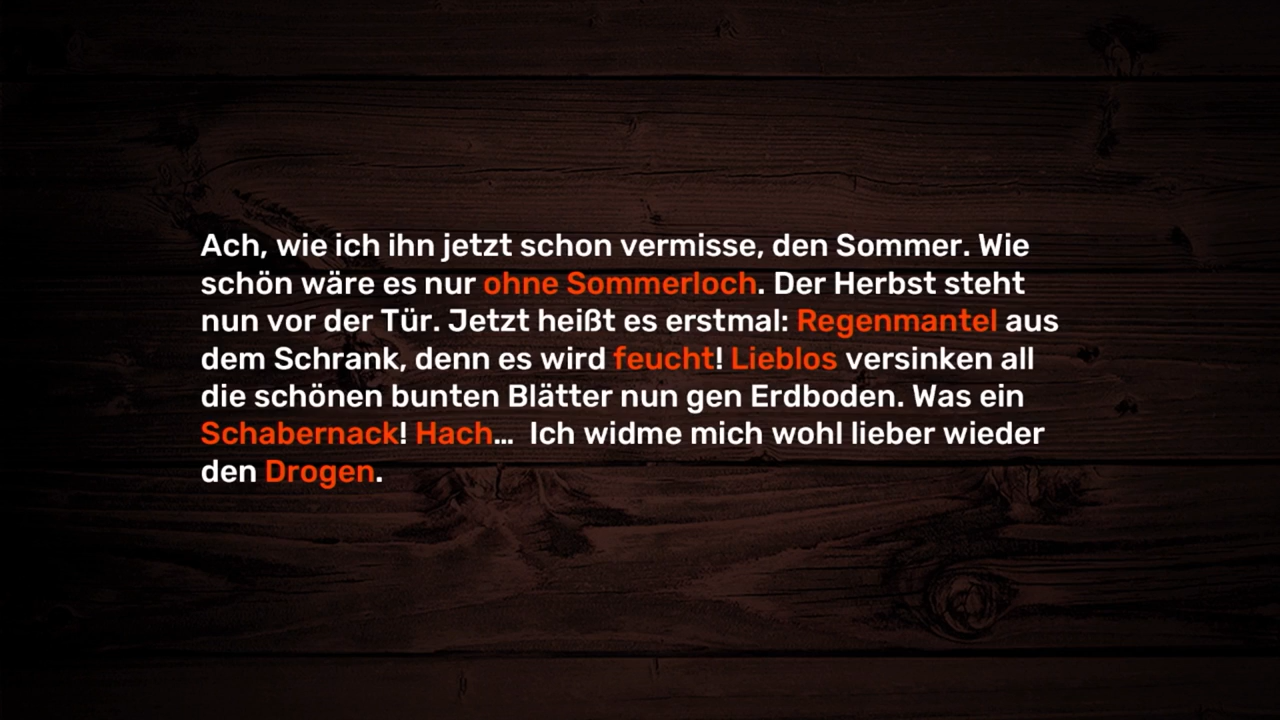 Ach, wie ich ihn jetzt schon vermisse, den Sommer. Wie
schön wäre es nur ohne Sommerloch. Der Herbst steht
nun vor der Tür. Jetzt heißt es erstmal: Regenmantel aus
dem Schrank, denn es wird feucht! Lieblos versinken all
die schönen bunten Blätter nun gen Erdboden. Was ein
Schabernack! Hach... Ich widme mich wohl lieber wieder
den Drogen.